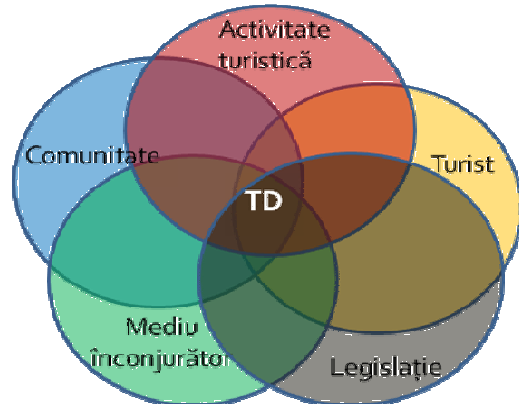 Activitate
turistică
Comunitate
Turist
TD
Mediu
înconjurător
Legislație